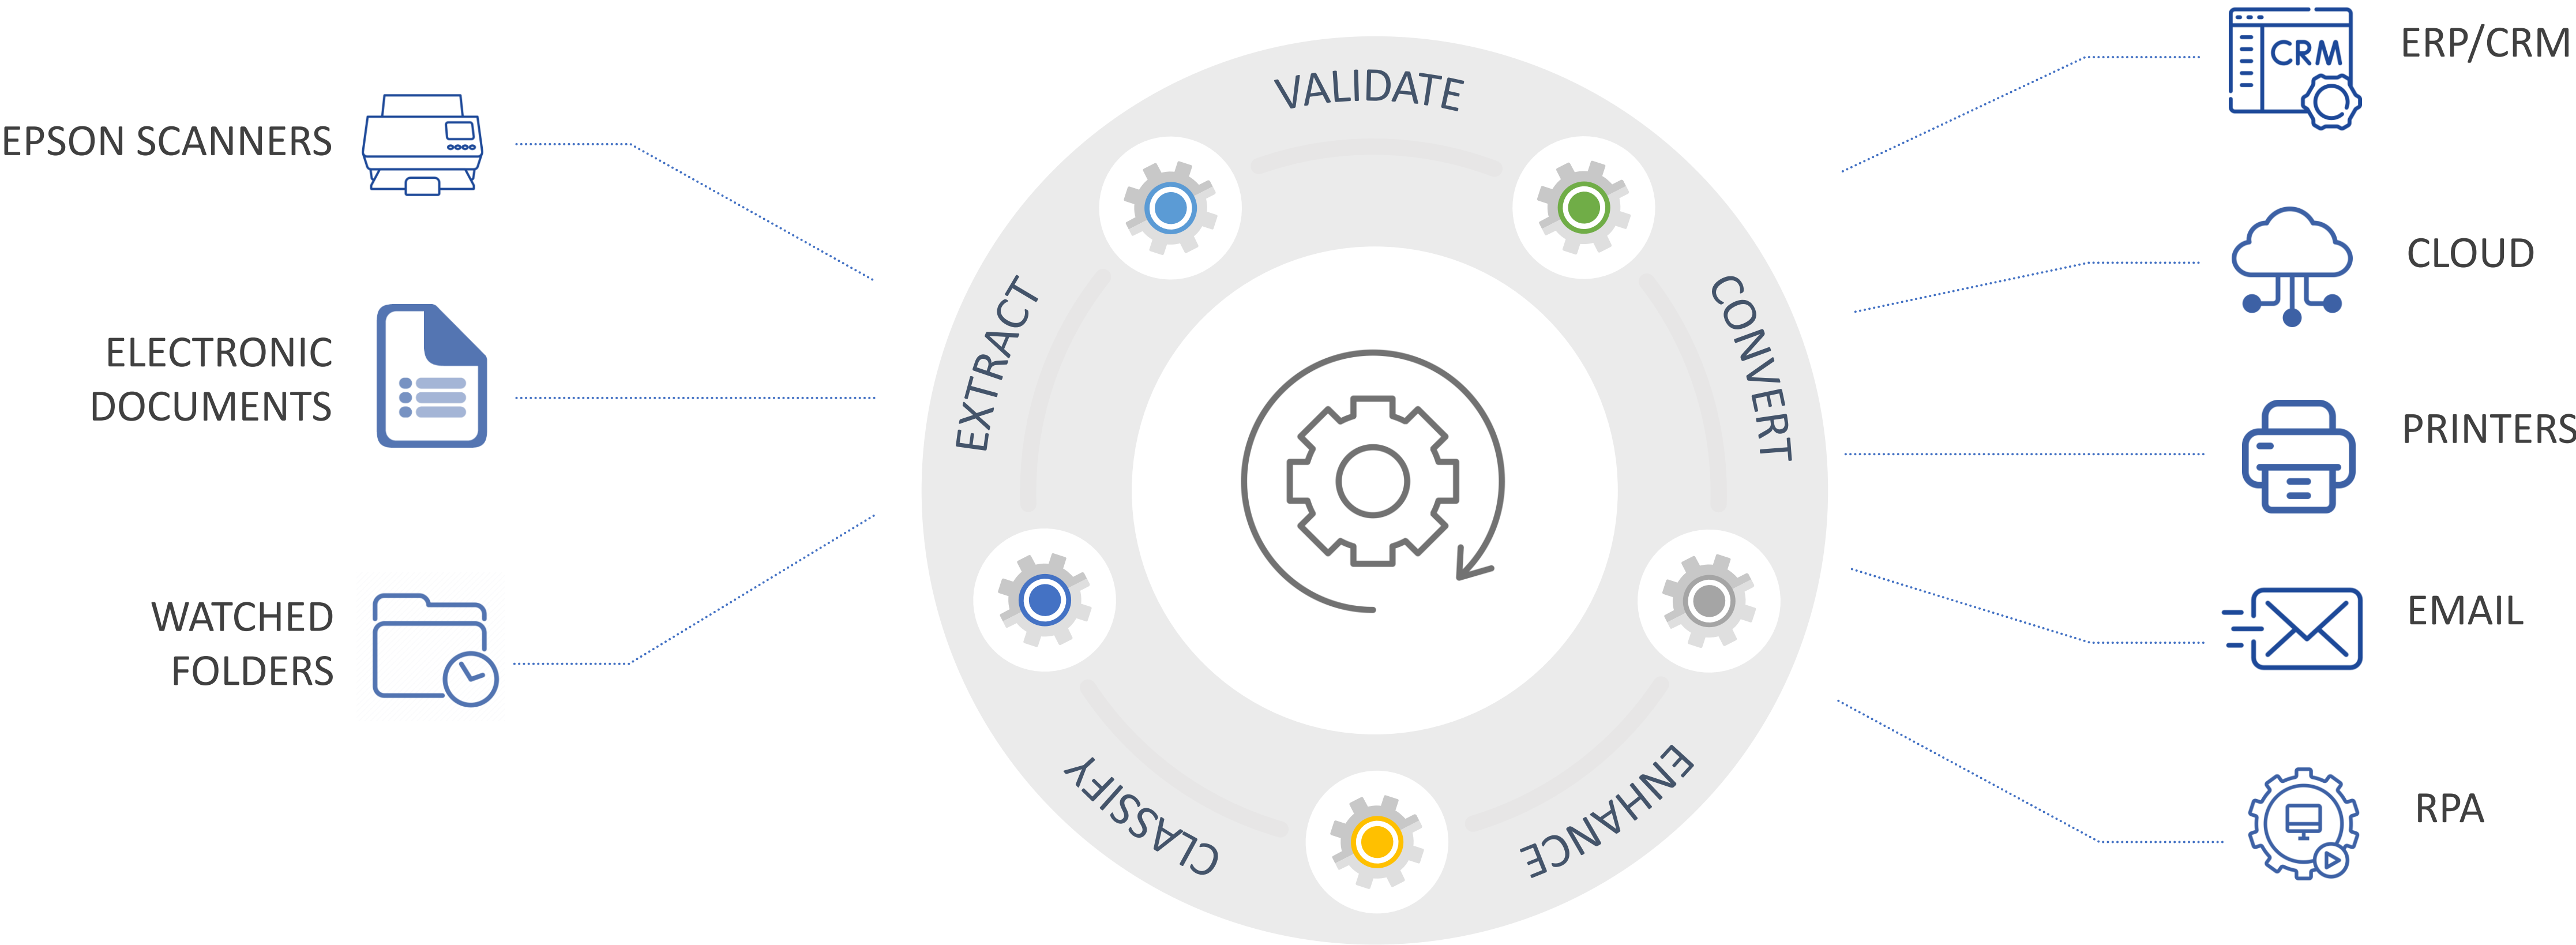 EPSON SCANNERS
ELECTRONIC
DOCUMENTS
WATCHED
FOLDERS
VALIDATE
EXTRACT
CONVERT
CLASSIFY
ENHANCE
CRM
ERP/CRM
CLOUD
PRINTERS
EMAIL
RPA